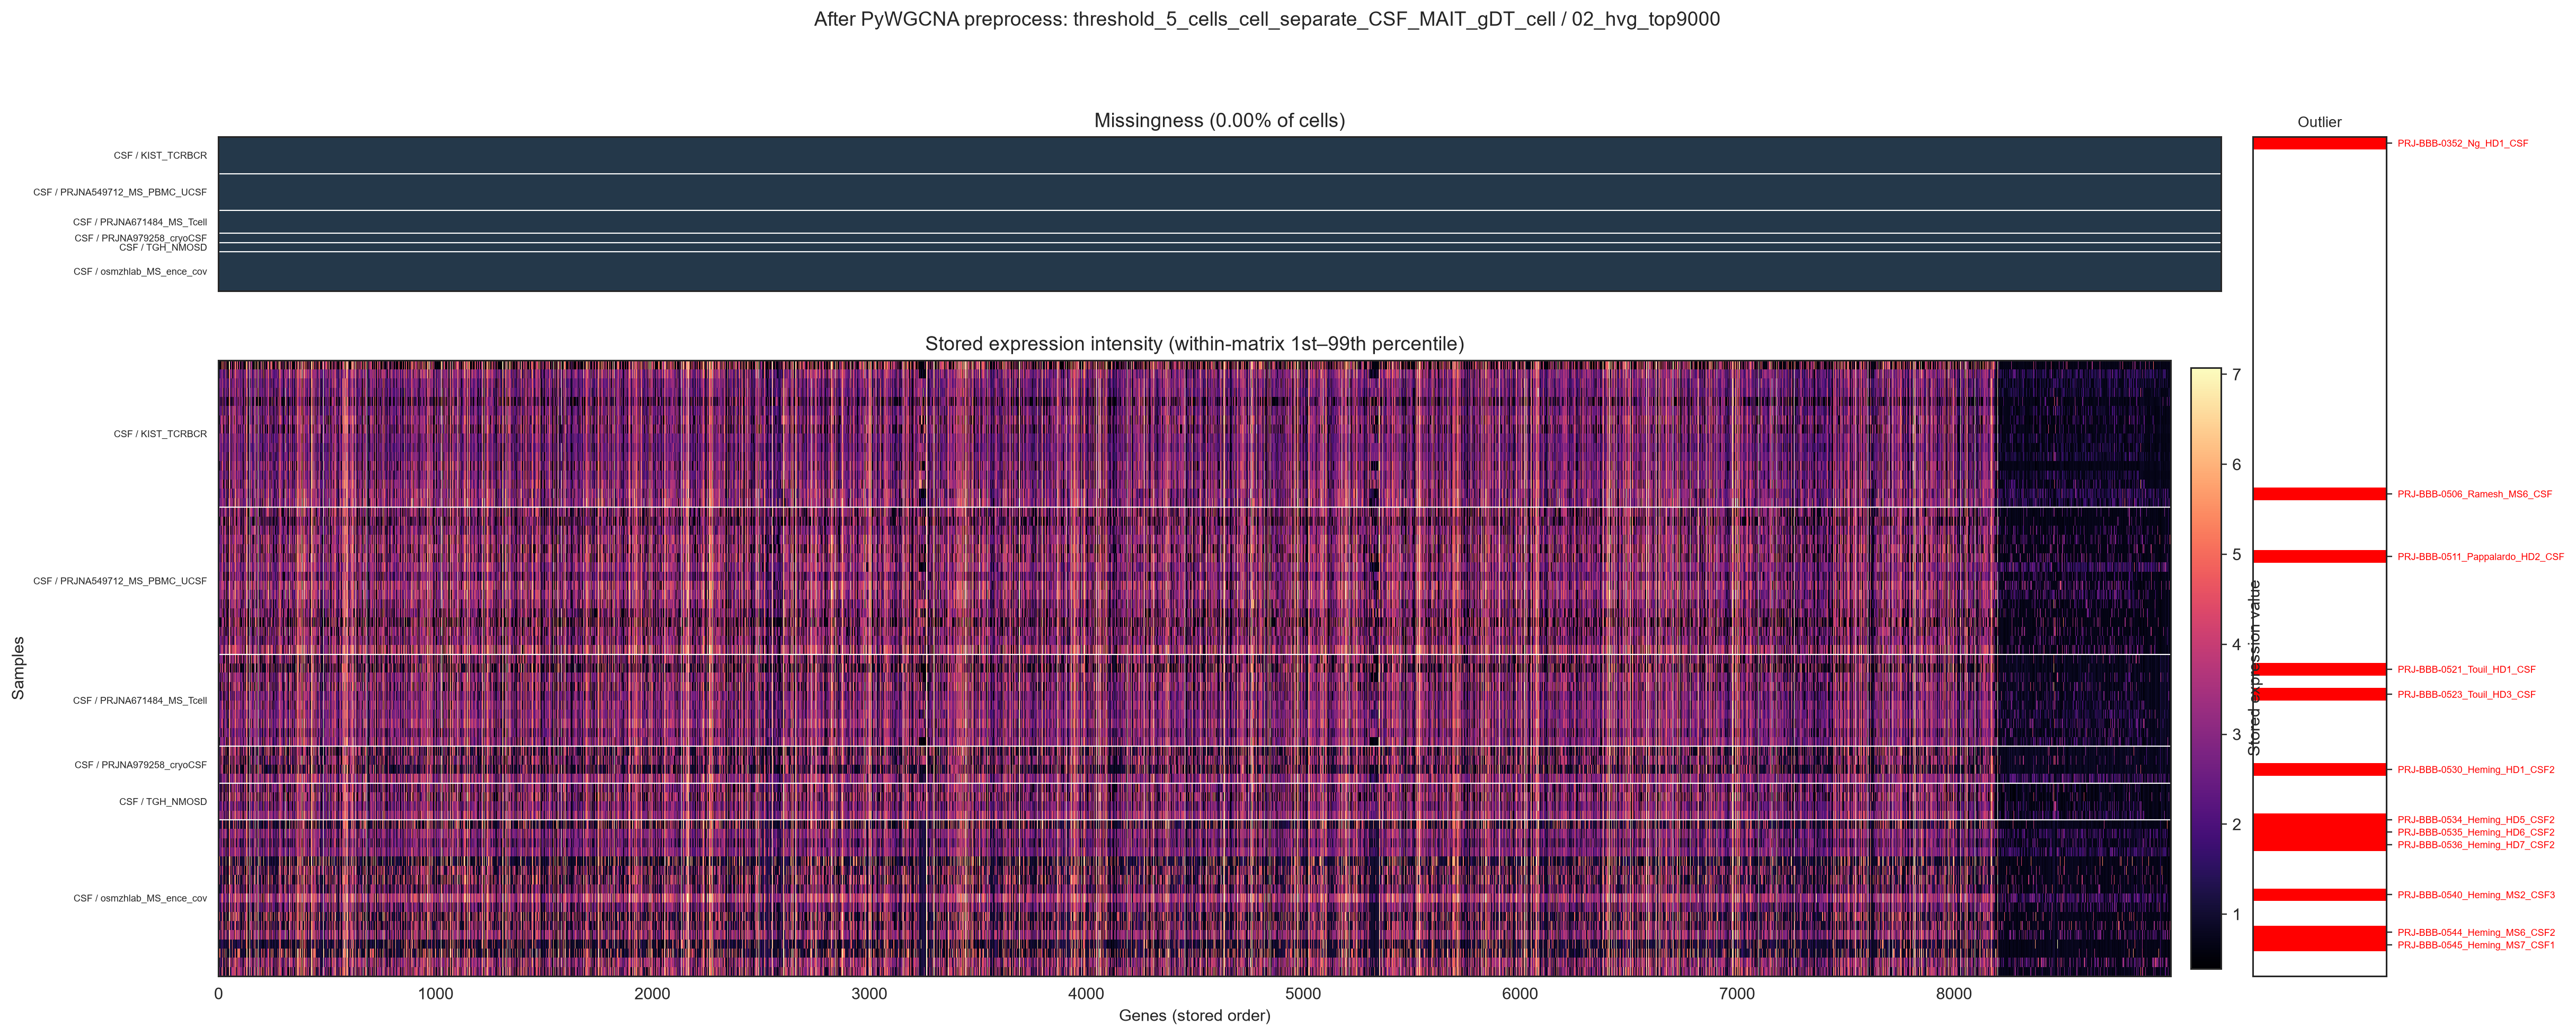 After PyWGCNA preprocess: threshold_5_cells_cell_separate_CSF_MAIT_gDT_cell / 02_hvg_top9000
Missingness (0.00% of cells)
CSF / KIST_TCRBCR
CSF / PRJNA549712_MS_PBMC_UCSF
CSF / PRJNA671484_MS_Tcell
CSF / PRJNA979258_cryoCSF
CSF / TGH_NMOSD
CSF / osmzhlab_MS_ence_cov
Stored expression intensity (within-matrix 1st–99th percentile)
Samples
CSF / KIST_TCRBCR
CSF / PRJNA549712_MS_PBMC_UCSF
CSF / PRJNA671484_MS_Tcell
CSF / PRJNA979258_cryoCSF
CSF / TGH_NMOSD
CSF / osmzhlab_MS_ence_cov
0 1000 2000 3000 4000 5000 6000 7000 8000
Genes (stored order)
7
6
5
4
3
2
1
Stored expression value
Outlier
PRJ-BBB-0352_Ng_HD1_CSF
PRJ-BBB-0506_Ramesh_MS6_CSF
PRJ-BBB-0511_Pappalardo_HD2_CSF
PRJ-BBB-0521_Touil_HD1_CSF
PRJ-BBB-0523_Touil_HD3_CSF
PRJ-BBB-0530_Heming_HD1_CSF2
PRJ-BBB-0534_Heming_HD5_CSF2
PRJ-BBB-0535_Heming_HD6_CSF2
PRJ-BBB-0536_Heming_HD7_CSF2
PRJ-BBB-0540_Heming_MS2_CSF3
PRJ-BBB-0544_Heming_MS6_CSF2
PRJ-BBB-0545_Heming_MS7_CSF1